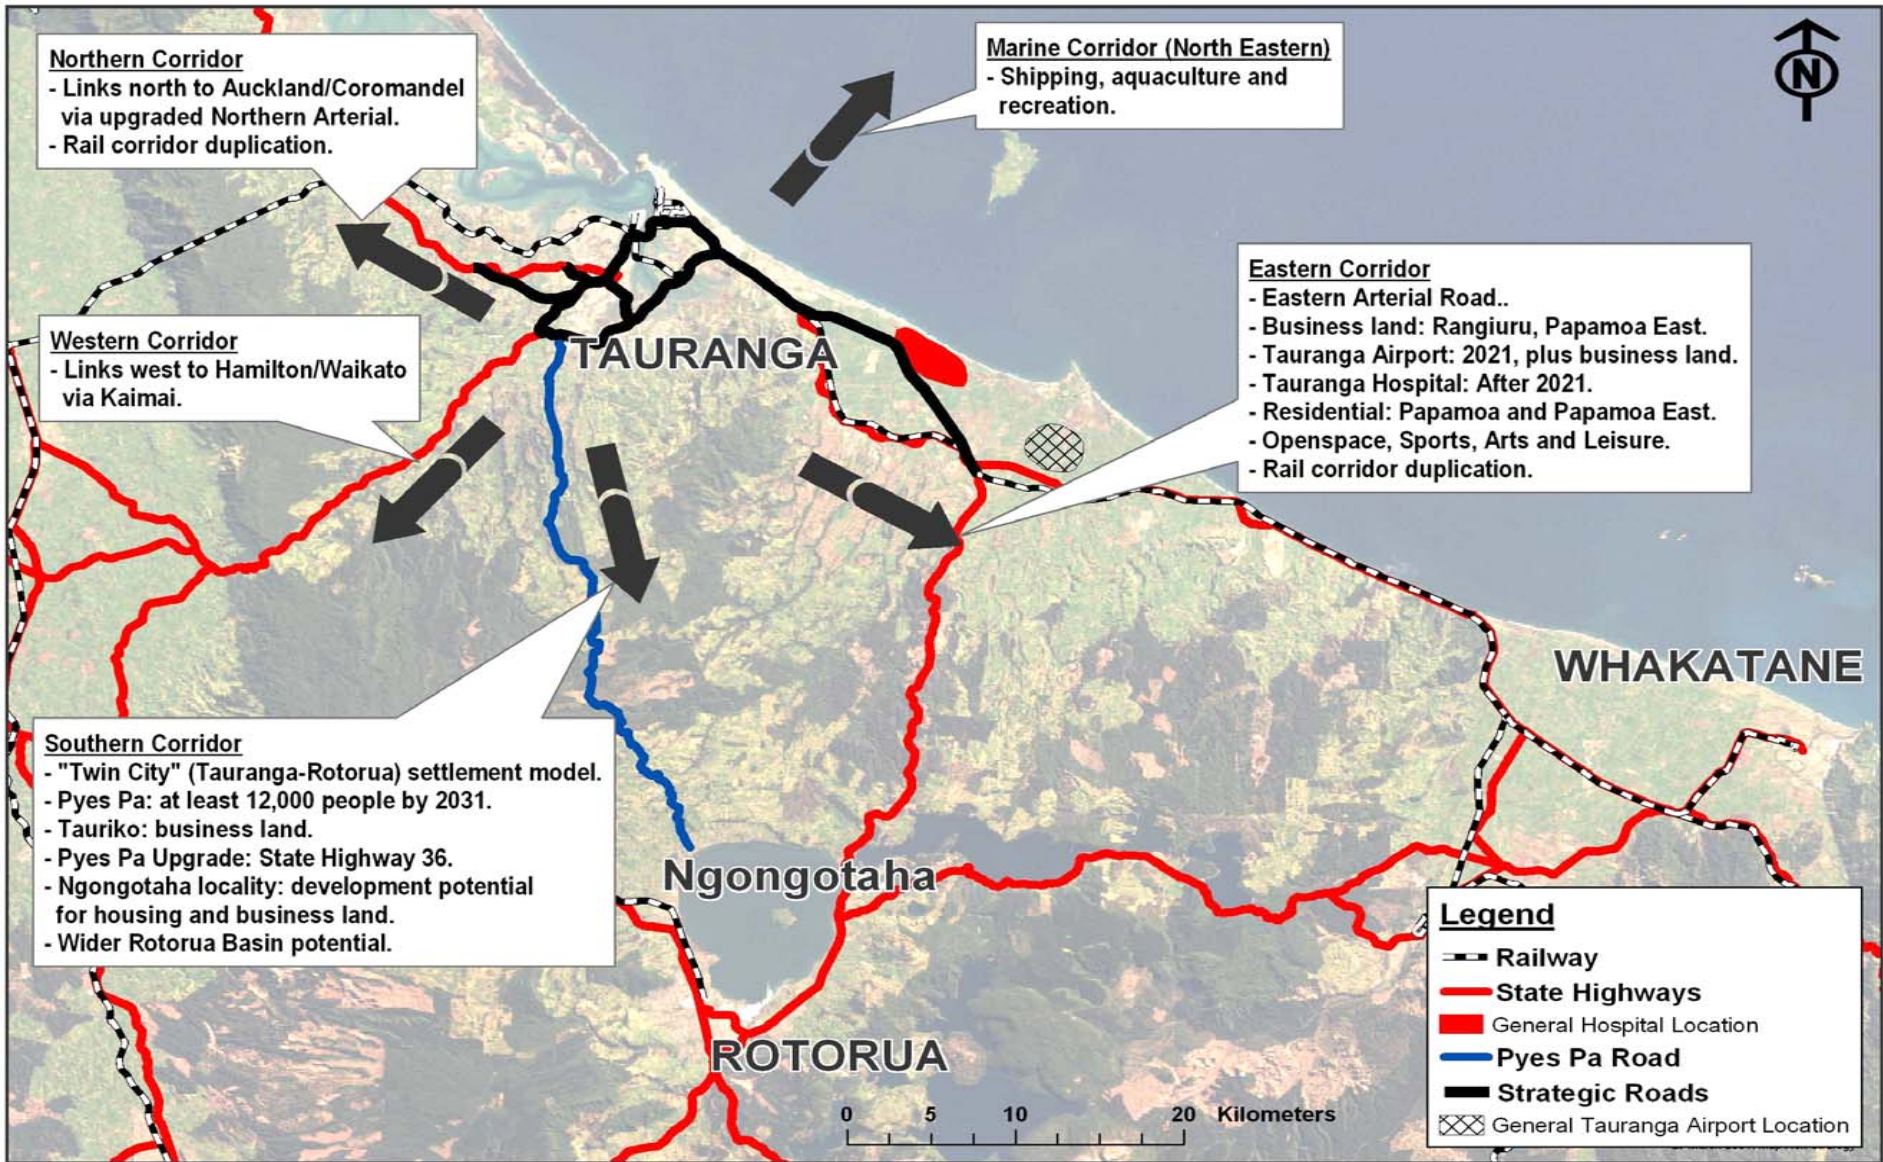 Northern Corridor
- Links north to Auckland/Coromandel
via upgraded Northern Arterial.
- Rail corridor duplication.
Marine Corridor (North Eastern)
- Shipping, aquaculture and
recreation.
N
Western Corridor
- Links west to Hamilton/Waikato
via Kaimai.
Eastern Corridor
- Eastern Arterial Road..
- Business land: Rangiuru, Papamoa East.
- Tauranga Airport: 2021, plus business land.
- Tauranga Hospital: After 2021.
- Residential: Papamoa and Papamoa East.
- Openspace, Sports, Arts and Leisure.
- Rail corridor duplication.
TAURANGA
WHAKATANE
Southern Corridor
- "Twin City" (Tauranga-Rotorua) settlement model.
- Pyes Pa: at least 12,000 people by 2031.
- Tauriko: business land.
- Pyes Pa Upgrade: State Highway 36.
- Ngongotaha locality: development potential
for housing and business land.
- Wider Rotorua Basin potential.
Ngongotaha
ROTORUA
0 5 10 20 Kilometers
Legend
Railway
State Highways
General Hospital Location
Pyes Pa Road
Strategic Roads
General Tauranga Airport Location